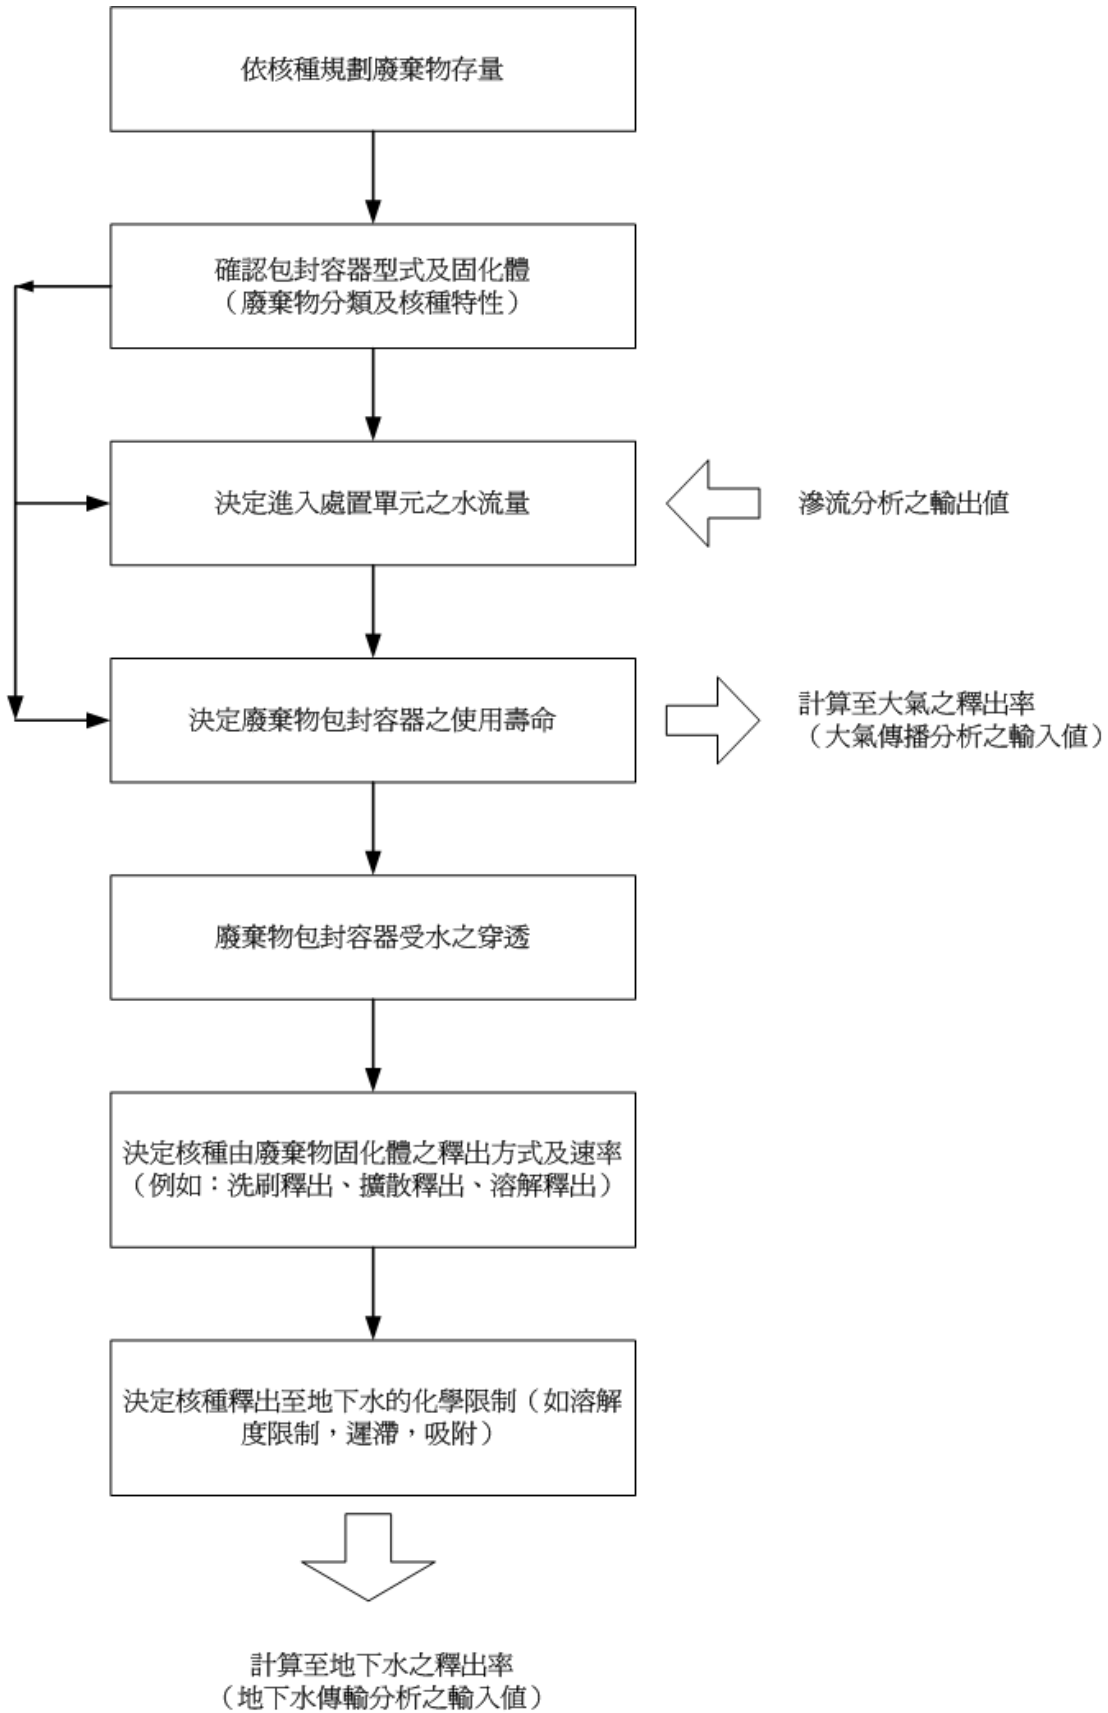 依核種規劃廢棄物存量
確認包封容器型式及固化體
（廢棄物分類及核種特性）
決定進入處置單元之水流量
滲流分析之輸出值
決定廢棄物包封容器之使用壽命
計算至大氣之釋出率
（大氣傳播分析之輸入值）
廢棄物包封容器受水之穿透
決定核種由廢棄物固化體之釋出方式及速率
（例如：洗刷釋出、擴散釋出、溶解釋出）
決定核種釋出至地下水的化學限制（如溶解
度限制，遲滯，吸附）
計算至地下水之釋出率
（地下水傳輸分析之輸入值）